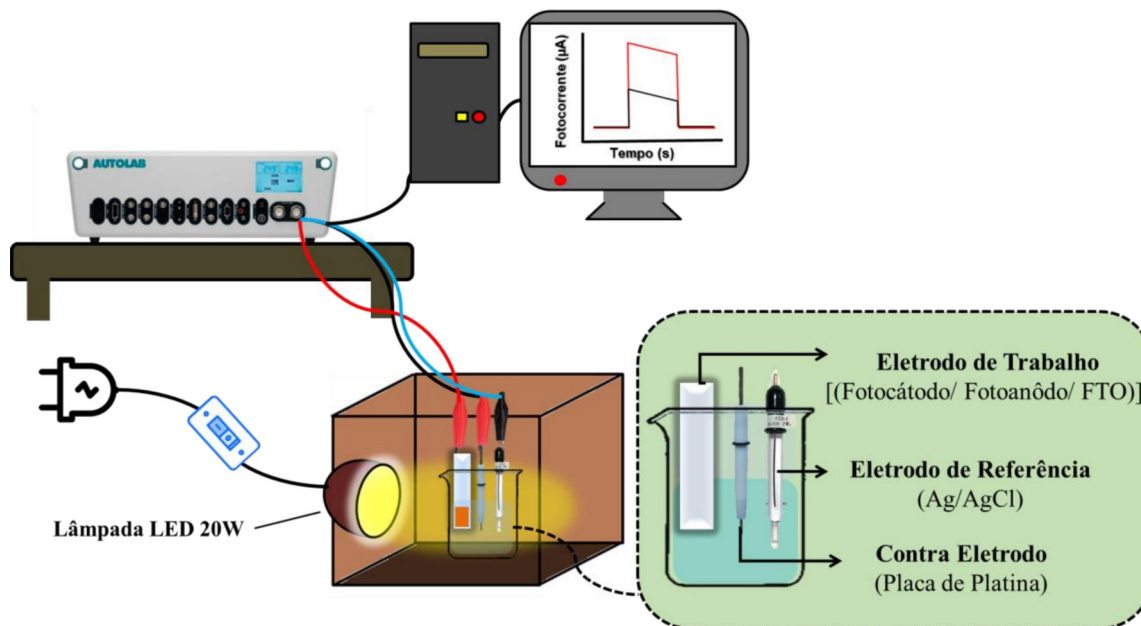 AUTOLAB
Fotocorrente (µA)
Tempo (s)
Lâmpada LED 20W
Eletrodo de Trabalho
[(Fotocátodo/ Fotoanôdo/ FTO)]
Eletrodo de Referência
(Ag/AgCl)
Contra Eletrodo
(Placa de Platina)